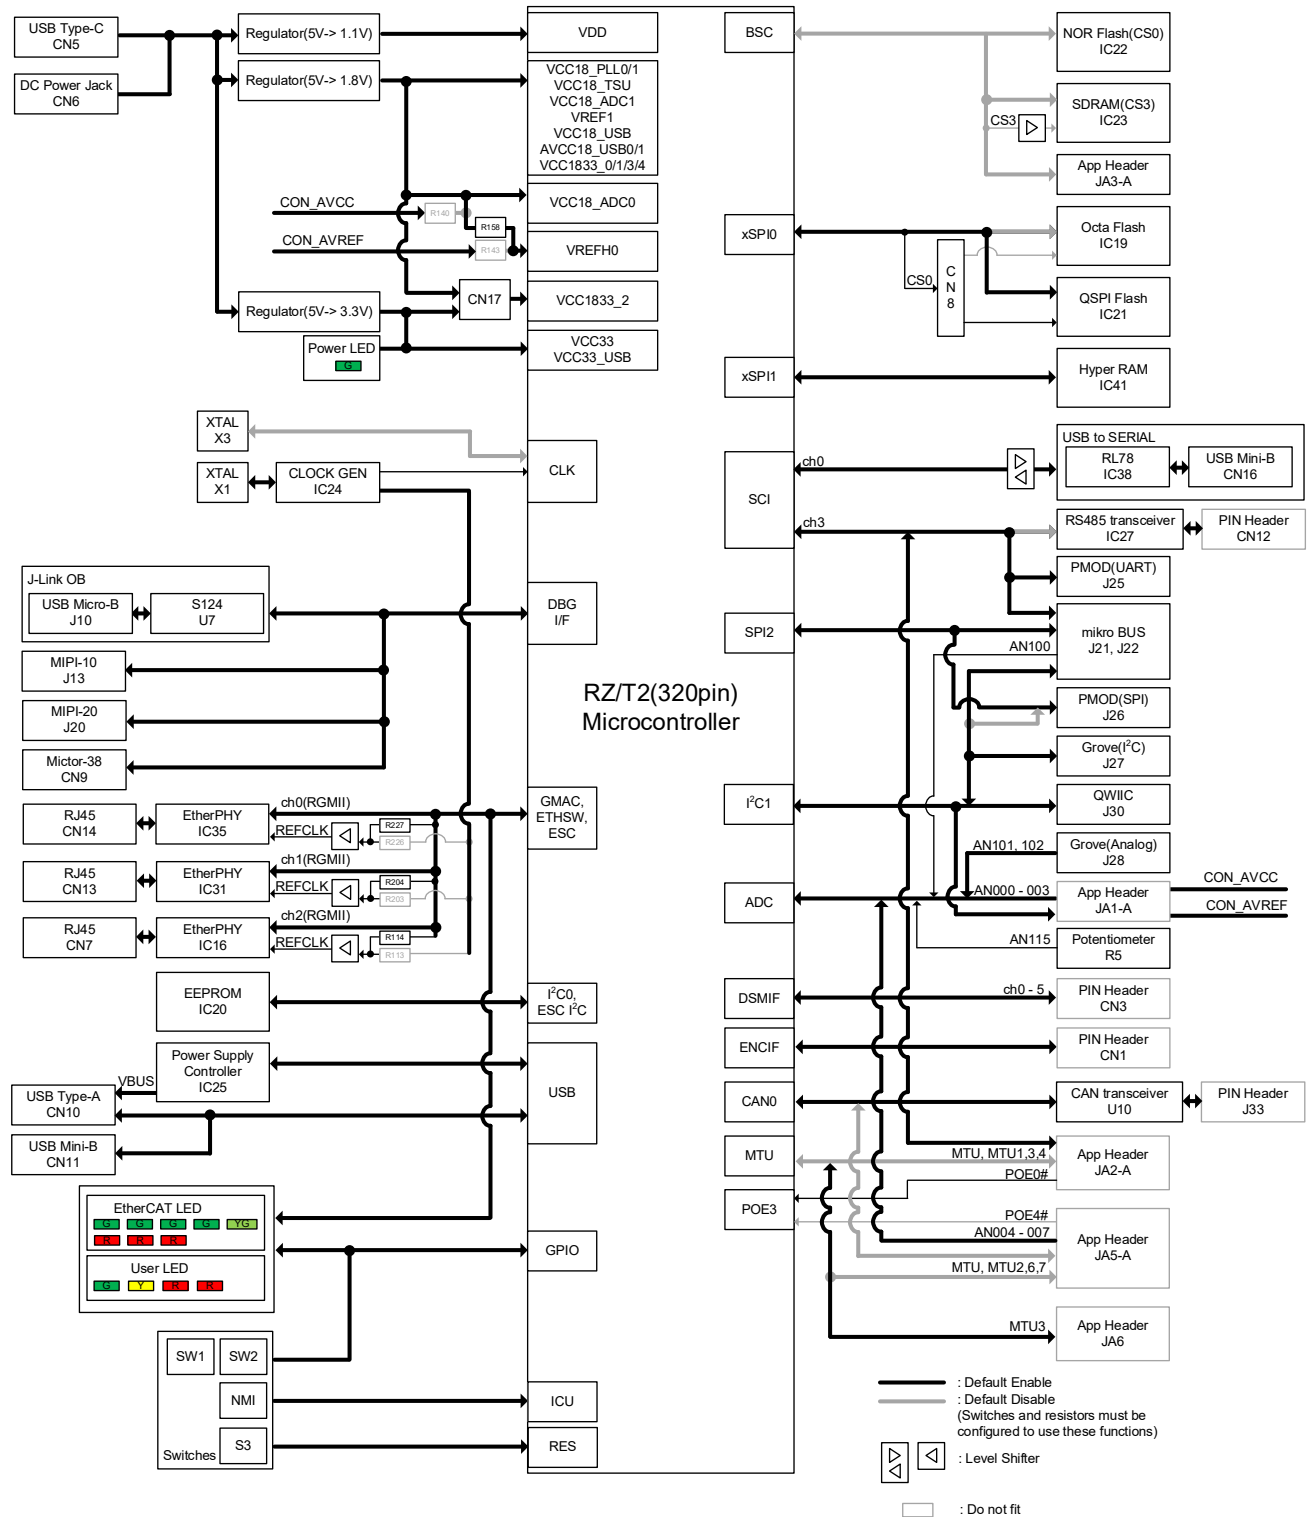 USB Type-C
CN5
DC Power Jack
CN6
Regulator(5V-> 1.1V)
Regulator(5V-> 1.8V)
VDD
VCC18_PLL0/1
VCC18_TSU
VCC18_ADC1
VREF1
VCC18_USB
AVCC18_USB0/1
VCC1833_0/1/3/4
CON_AVCC
R140
VCC18_ADC0
R158
CON_AVREF
R143
VREFH0
Regulator(5V-> 3.3V)
CN17
VCC1833_2
Power LED
G
VCC33
VCC33_USB
XTAL
X3
XTAL
X1
CLOCK GEN
IC24
CLK
J-Link OB
USB Micro-B
J10
S124
U7
DBG
I/F
MIPI-10
J13
MIPI-20
J20
Mictor-38
CN9
RJ45
CN14
EtherPHY
IC35
ch0(RGMII)
REFCLK
R227
R226
GMAC,
ETHSW,
ESC
RJ45
CN13
EtherPHY
IC31
ch1(RGMII)
REFCLK
R204
R203
RJ45
CN7
EtherPHY
IC16
ch2(RGMII)
REFCLK
R114
R113
EEPROM
IC20
I²C0,
ESC I²C
Power Supply
Controller
IC25
VBUS
USB Type-A
CN10
USB Mini-B
CN11
USB
EtherCAT LED
G G G G YG
R R R
User LED
G Y R R
GPIO
SW1 SW2
NMI
S3
Switches
ICU
RES
RZ/T2(320pin)
Microcontroller
BSC
NOR Flash(CS0)
IC22
CS3
SDRAM(CS3)
IC23
App Header
JA3-A
xSPI0
CS0
CN8
Octa Flash
IC19
QSPI Flash
IC21
xSPI1
Hyper RAM
IC41
SCI
ch0
USB to SERIAL
RL78
IC38
USB Mini-B
CN16
ch3
RS485 transceiver
IC27
PIN Header
CN12
PMOD(UART)
J25
SPI2
AN100
mikro BUS
J21, J22
PMOD(SPI)
J26
Grove(I²C)
J27
I²C1
QWIIC
J30
AN101, 102
Grove(Analog)
J28
ADC
AN000 - 003
App Header
JA1-A
CON_AVCC
CON_AVREF
AN115
Potentiometer
R5
DSMIF
ch0 - 5
PIN Header
CN3
ENCIF
PIN Header
CN1
CAN0
CAN transceiver
U10
PIN Header
J33
MTU
MTU, MTU1,3,4
POE0#
App Header
JA2-A
POE3
POE4#
AN004 - 007
MTU, MTU2,6,7
App Header
JA5-A
MTU3
App Header
JA6
: Default Enable
: Default Disable
(Switches and resistors must be
configured to use these functions)
: Level Shifter
: Do not fit